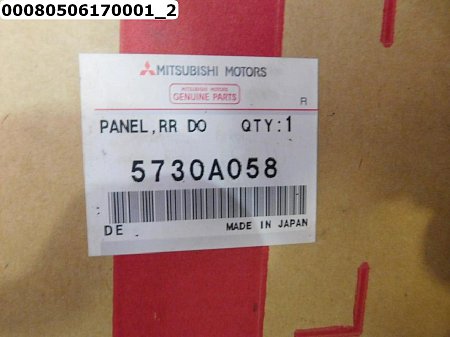 00080506170001_2
MITSUBISHI MOTORS
MITSUBISHI MOTORS
GENUINE PARTS
R
PANEL,RR DO QTY:1
5730A058
DE MADE IN JAPAN